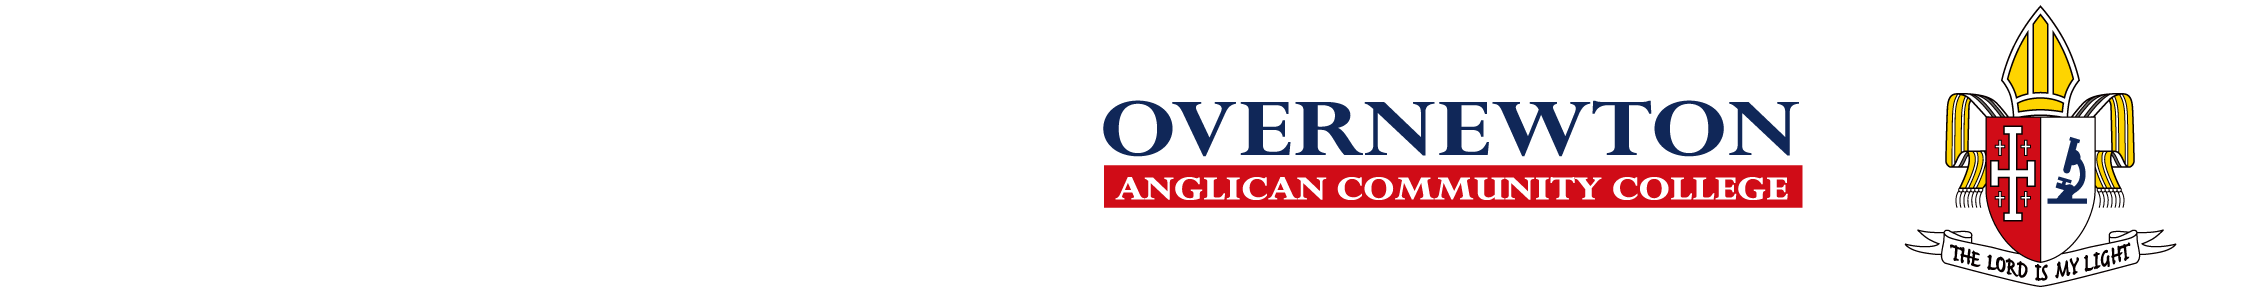 OVERNEWTON
ANGLICAN COMMUNITY COLLEGE
THE LORD IS MY LIGHT